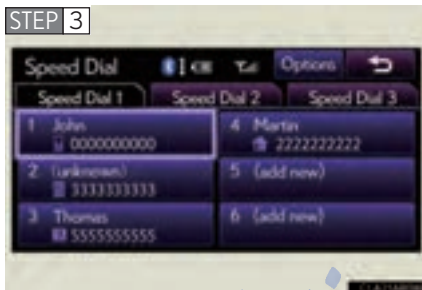 STEP 3
Speed Dial Options
Speed Dial 1 Speed Dial 2 Speed Dial 3
1 John
0000000000
2 (unknown)
3333333333
3 Thomas
5555555555
4 Martin
2222222222
5 (add new)
6 (add new)